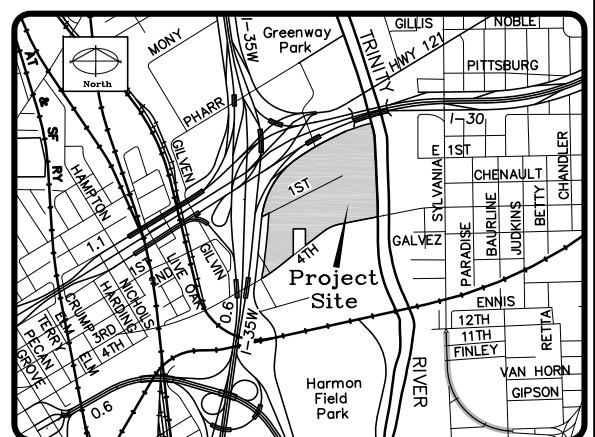 I-35W
Greenway
Park
TRINITY
GILLIS
NOBLE
HWY 121
MONY
PITTSBURG
North
AT
&
SF
RY
PHARR
I-30
GILVEN
SYLVANIA
1ST
CHANDLER
HAMPTON
CHENAULT
1ST
BETTY
JUDKINS
BAURLINE
PARADISE
1.1
GALVEZ
4TH
GILVIN
LIVE
OAK
1ST
2ND
Project
Site
NICHOLS
HARDING
CRUMP
3RD
4TH
ELM
ELM
TERRY
PECAN
GROVE
0.6
I-35W
ENNIS
12TH
11TH
FINLEY
RETTA
VAN HORN
GIPSON
RIVER
Harmon
Field
Park
0.6